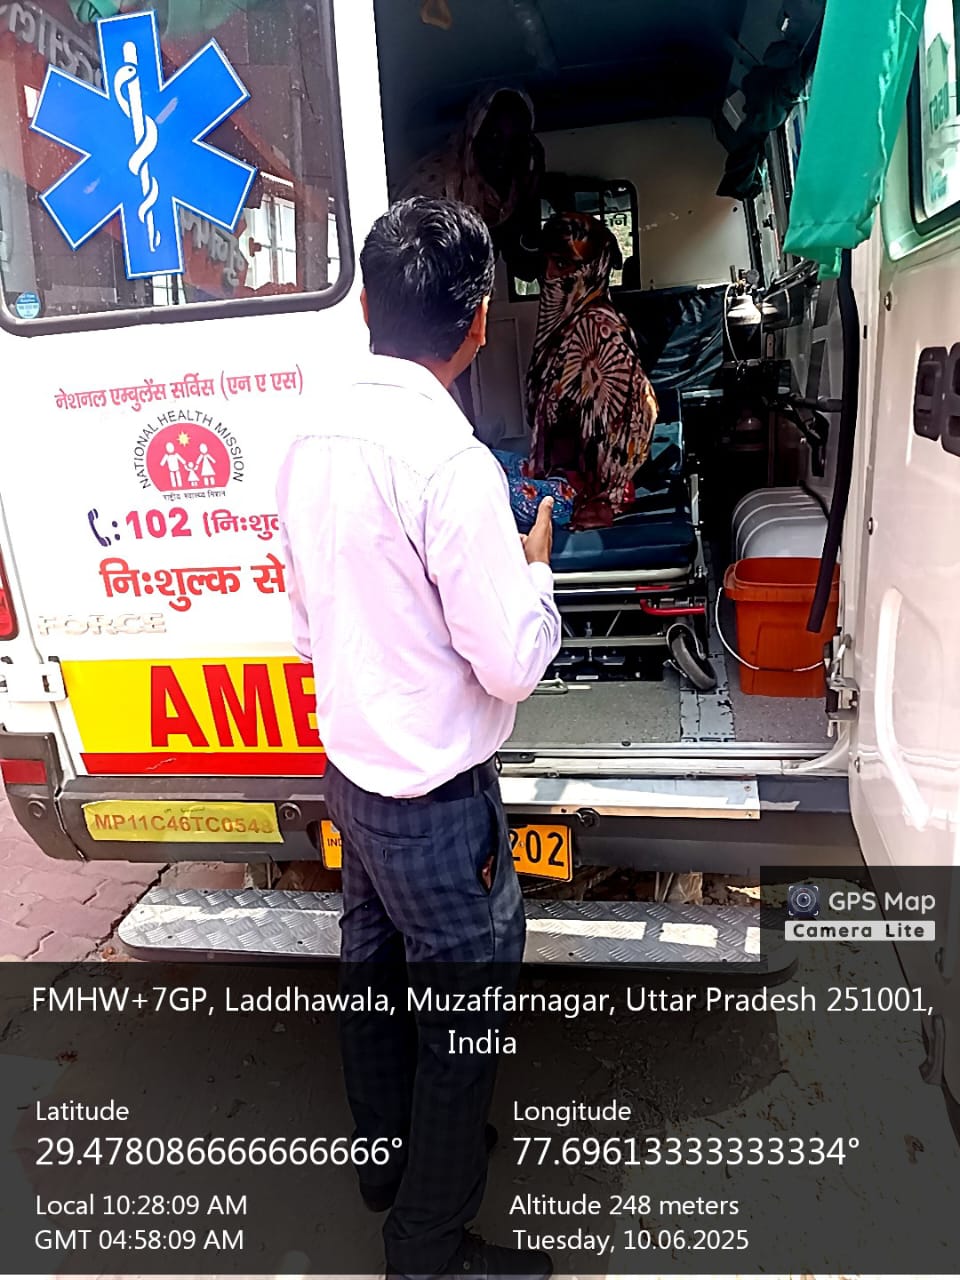 नेशनल एम्बुलेंस सर्विस (एन ए एस)
NATIONAL HEALTH MISSION
राष्ट्रीय स्वास्थ्य मिशन
:102
निःशुल्क से
FORCE
AMB
MP11C46TC0548
IND
202
GPS Map
Camera Lite
FMHW+7GP, Laddhawala, Muzaffarnagar, Uttar Pradesh 251001,
India
Latitude
Longitude
29.478086666666666°
77.69613333333334°
Local 10:28:09 AM
Altitude 248 meters
GMT 04:58:09 AM
Tuesday, 10.06.2025